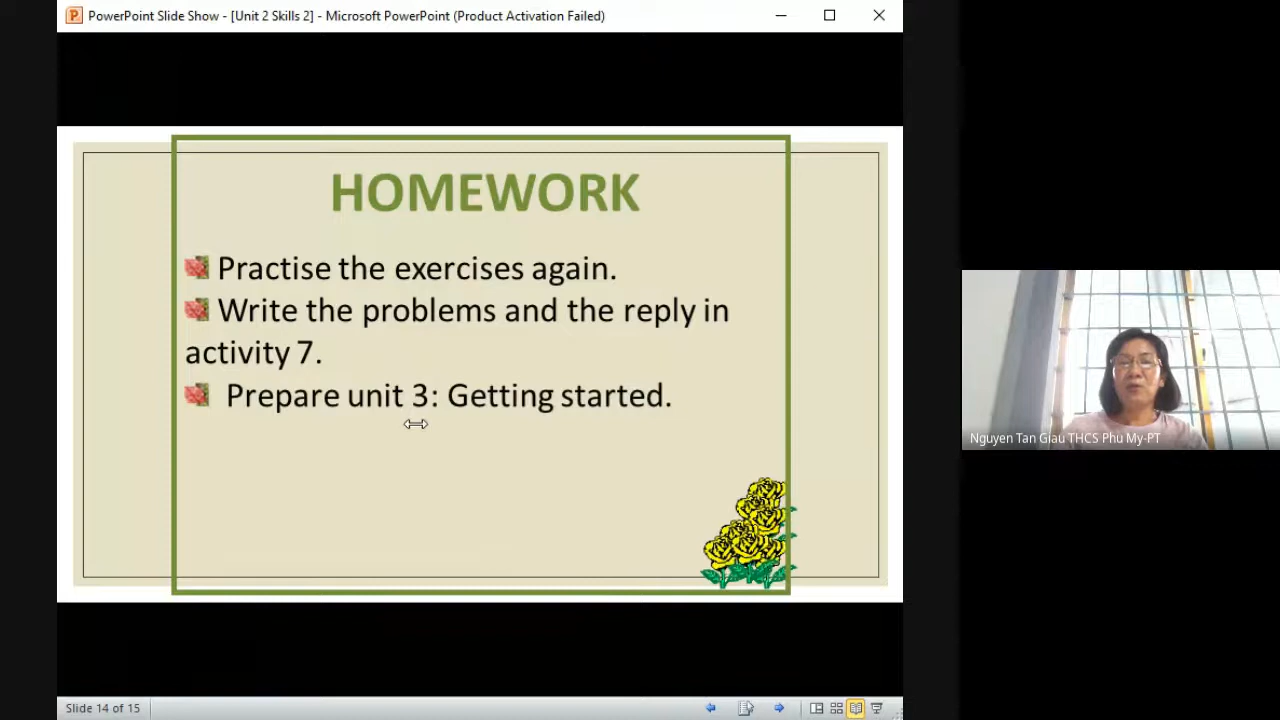 PowerPoint Slide Show - [Unit 2 Skills 2] - Microsoft PowerPoint (Product Activation Failed)
HOMEWORK
Practise the exercises again.
Write the problems and the reply in
activity 7.
Prepare unit 3: Getting started.
Nguyen Tan Giau THCS Phu My-PT
Slide 14 of 15